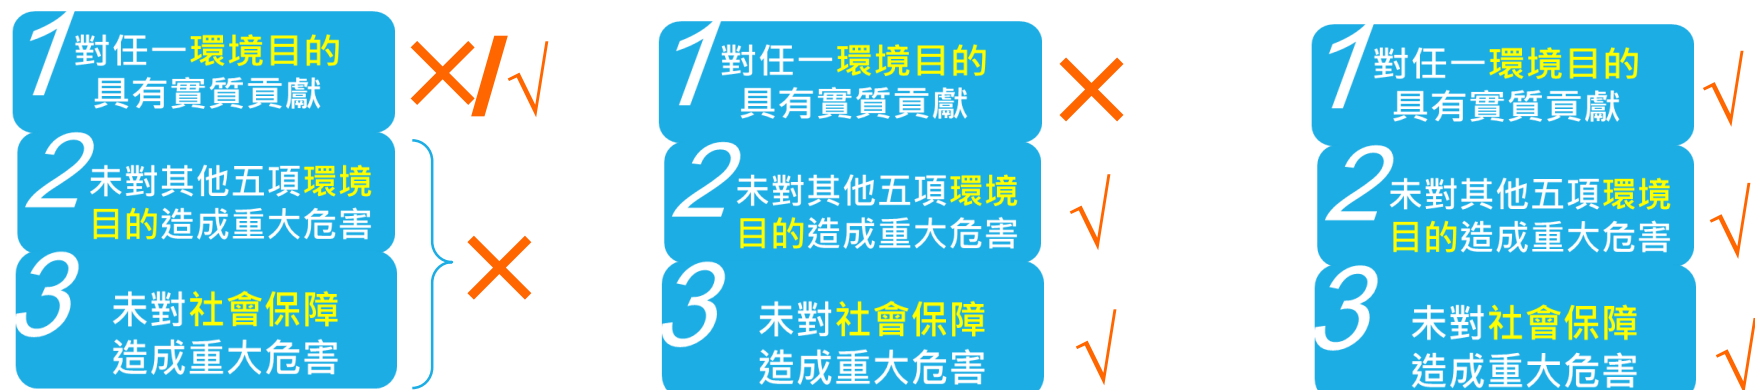 1
對任一環境目的
具有實質貢獻
×/√
2
未對其他五項環境
目的造成重大危害
3
未對社會保障
造成重大危害
×
1
對任一環境目的
具有實質貢獻
×
2
未對其他五項環境
目的造成重大危害
√
3
未對社會保障
造成重大危害
√
1
對任一環境目的
具有實質貢獻
√
2
未對其他五項環境
目的造成重大危害
√
3
未對社會保障
造成重大危害
√